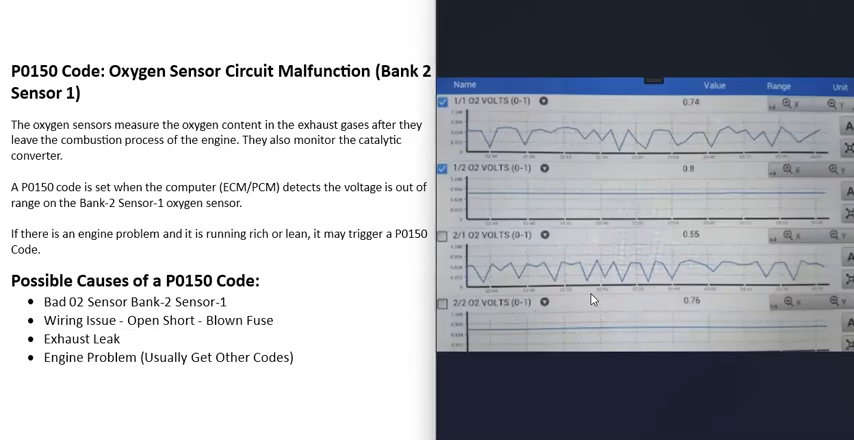 P0150 Code: Oxygen Sensor Circuit Malfunction (Bank 2
Sensor 1)
The oxygen sensors measure the oxygen content in the exhaust gases after they
leave the combustion process of the engine. They also monitor the catalytic
converter.
A P0150 code is set when the computer (ECM/PCM) detects the voltage is out of
range on the Bank-2 Sensor-1 oxygen sensor.
If there is an engine problem and it is running rich or lean, it may trigger a P0150
Code.
Possible Causes of a P0150 Code:
Bad 02 Sensor Bank-2 Sensor-1
Wiring Issue - Open Short - Blown Fuse
Exhaust Leak
Engine Problem (Usually Get Other Codes)
Name Value Range Unit
1/1 O2 VOLTS (0-1) 0.74 X Y
A
1/2 O2 VOLTS (0-1) 0.8 X Y
A
2/1 O2 VOLTS (0-1) 0.55 X Y
A
2/2 O2 VOLTS (0-1) 0.76 X Y
A